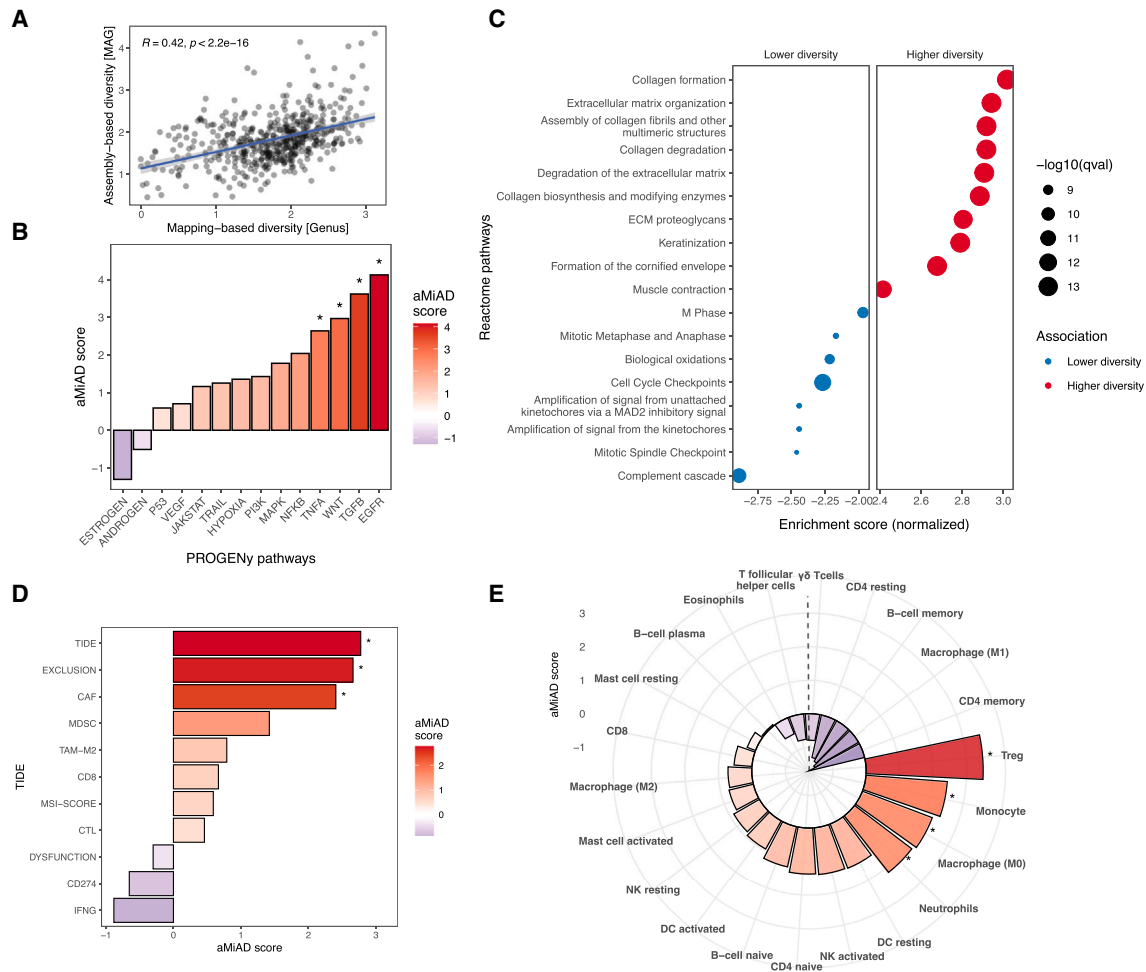 A
Assembly−based diversity [MAG]
R = 0.42, p < 2.2e−16
4
3
2
1
0
1
2
3
Mapping−based diversity [Genus]
B
aMiAD score
4
3
2
1
0
−1
*
*
*
*
ESTROGEN
ANDROGEN
P53
VEGF
JAKSTAT
TRAIL
HYPOXIA
PI3K
MAPK
NFKB
TNFA
WNT
TGFB
EGFR
PROGENy pathways
aMiAD
score
4
3
2
1
0
−1
C
Lower diversity
Higher diversity
Reactome pathways
Collagen formation
Extracellular matrix organization
Assembly of collagen fibrils and other
multimeric structures
Collagen degradation
Degradation of the extracellular matrix
Collagen biosynthesis and modifying enzymes
ECM proteoglycans
Keratinization
Formation of the cornified envelope
Muscle contraction
M Phase
Mitotic Metaphase and Anaphase
Biological oxidations
Cell Cycle Checkpoints
Amplification of signal from unattached
kinetochores via a MAD2 inhibitory signal
Amplification of signal from the kinetochores
Mitotic Spindle Checkpoint
Complement cascade
−2.75
−2.50
−2.25
−2.00
2.4
2.6
2.8
3.0
Enrichment score (normalized)
−log10(qval)
9
10
11
12
13
Association
Lower diversity
Higher diversity
D
TIDE
TIDE
EXCLUSION
CAF
MDSC
TAM−M2
CD8
MSI−SCORE
CTL
DYSFUNCTION
CD274
IFNG
*
*
*
−1
0
1
2
3
aMiAD score
aMiAD
score
2
1
0
E
aMiAD score
3
2
1
0
−1
γδ Tcells
CD4 resting
B−cell memory
Macrophage (M1)
CD4 memory
Treg
*
Monocyte
*
Macrophage (M0)
*
Neutrophils
*
DC resting
NK activated
CD4 naive
B−cell naive
DC activated
NK resting
Mast cell activated
Macrophage (M2)
CD8
Mast cell resting
B−cell plasma
Eosinophils
T follicular
helper cells